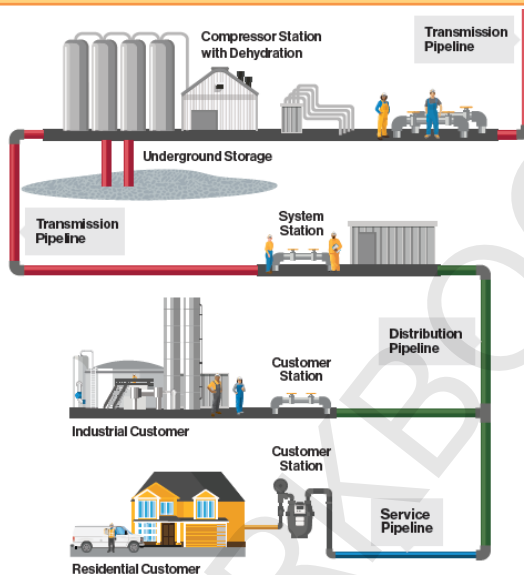 Compressor Station
with Dehydration
Transmission
Pipeline
Underground Storage
Transmission
Pipeline
System
Station
Distribution
Pipeline
Customer
Station
Industrial Customer
Customer
Station
Service
Pipeline
Residential Customer